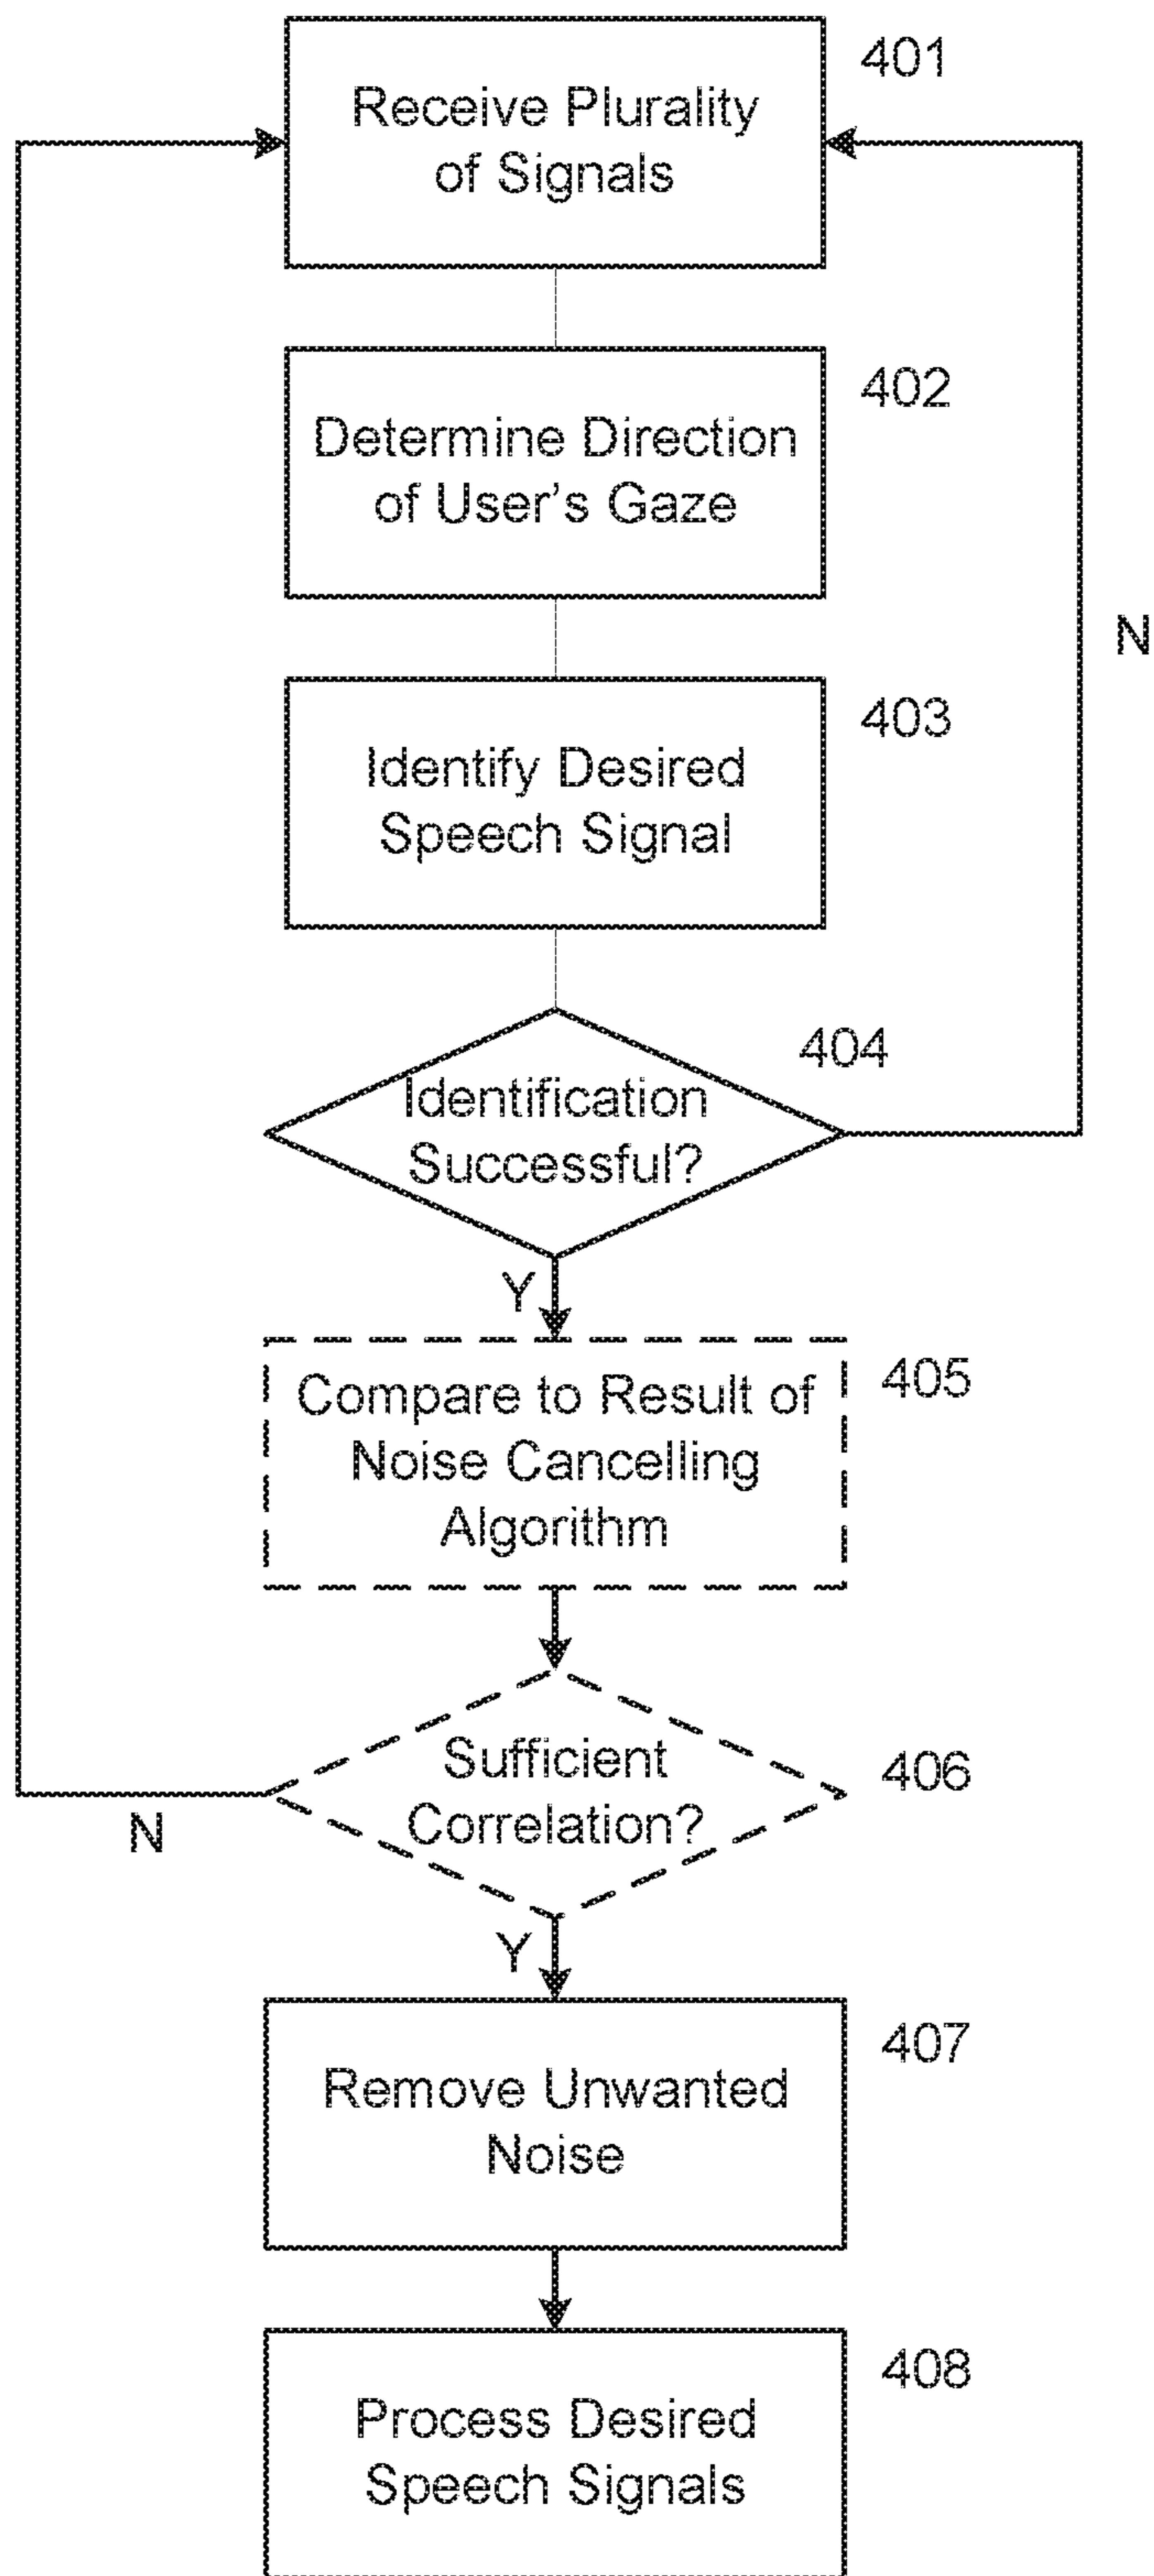 401
Receive Plurality
of Signals
402
Determine Direction
of User's Gaze
N
403
Identify Desired
Speech Signal
404
Identification
Successful?
Y
405
Compare to Result of
Noise Cancelling
Algorithm
406
Sufficient
Correlation?
N
Y
407
Remove Unwanted
Noise
408
Process Desired
Speech Signals